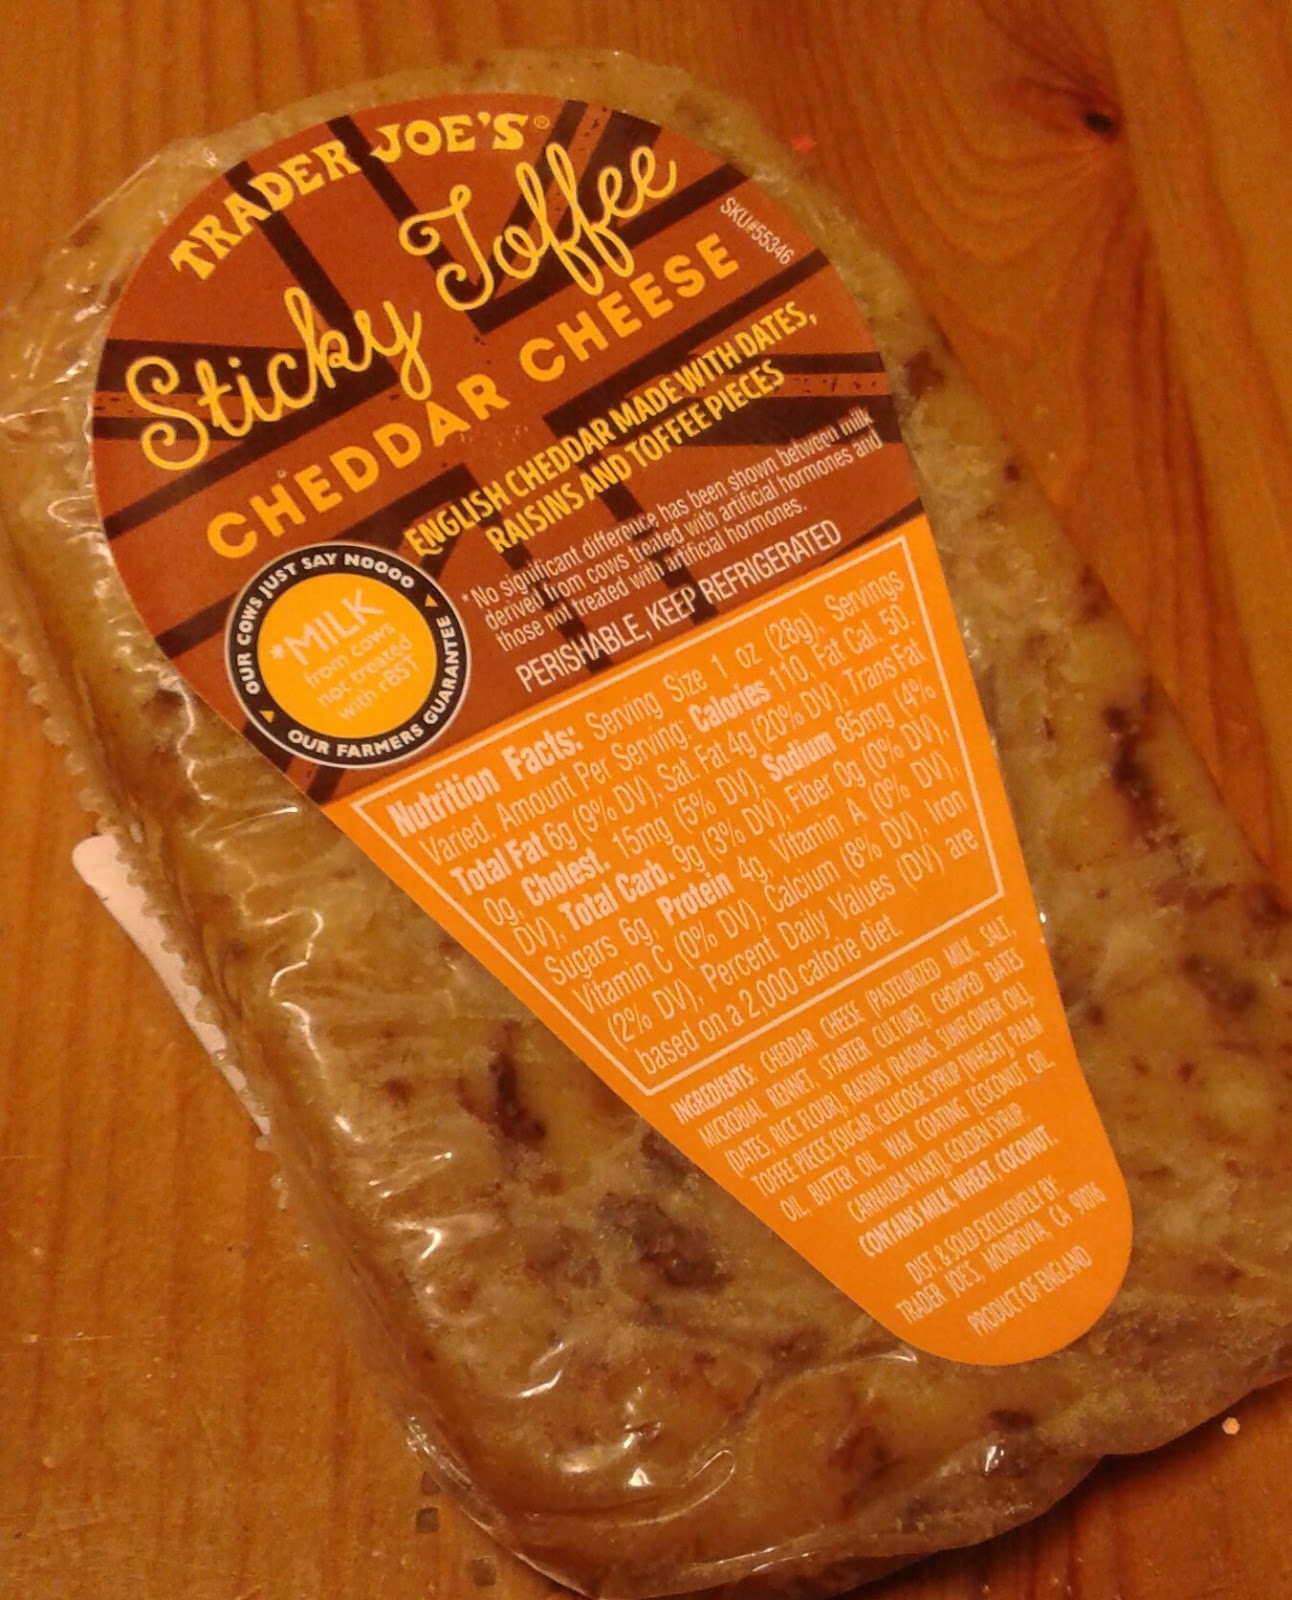 TRADER JOE'S®
Sticky Toffee
CHEDDAR CHEESE
SKU#55346
ENGLISH CHEDDAR MADE WITH DATES,
RAISINS AND TOFFEE PIECES
*No significant difference has been shown between milk
derived from cows treated with artificial hormones and
those not treated with artificial hormones.
PERISHABLE, KEEP REFRIGERATED
OUR COWS JUST SAY NOOOO
*MILK
from cows
not treated
with rBST
OUR FARMERS GUARANTEE
Nutrition Facts: Serving Size 1 oz (28g), Servings
Varied. Amount Per Serving. Calories 110, Fat Cal. 50.
Total Fat 6g (9% DV), Sat. Fat 4g (20% DV), Trans Fat
0g, Cholest. 15mg (5% DV), Sodium 85mg (4%
DV), Total Carb. 9g (3% DV), Fiber 0g (0% DV),
Sugars 6g, Protein 4g, Vitamin A (0% DV),
Vitamin C (0% DV), Calcium (8% DV), Iron
(2% DV), Percent Daily Values (DV) are
based on a 2,000 calorie diet.
INGREDIENTS: CHEDDAR CHEESE (PASTEURIZED MILK, SALT,
MICROBIAL RENNET, STARTER CULTURE), CHOPPED DATES
(DATES, RICE FLOUR), RAISINS (RAISINS, SUNFLOWER OIL),
TOFFEE PIECES (SUGAR, GLUCOSE SYRUP [WHEAT] PALM
OIL, BUTTER OIL, WAX COATING [COCONUT OIL,
CARNAUBA WAX]), GOLDEN SYRUP.
CONTAINS MILK, WHEAT, COCONUT.
DIST. & SOLD EXCLUSIVELY BY:
TRADER JOE'S, MONROVIA, CA 91016
PRODUCT OF ENGLAND